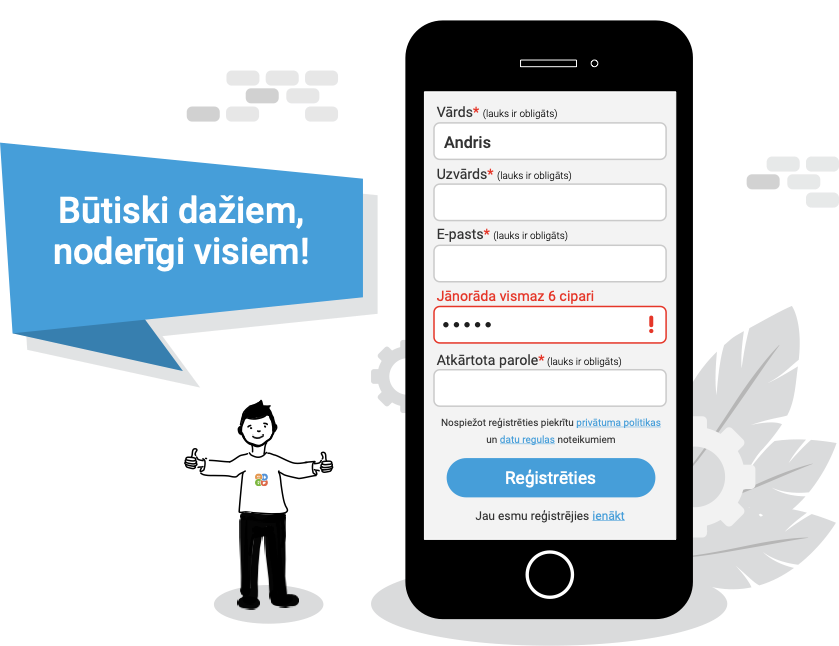 Būtiski dažiem,
noderīgi visiem!
Vārds* (lauks ir obligāts)
Andris
Uzvārds* (lauks ir obligāts)
E-pasts* (lauks ir obligāts)
Jānorāda vismaz 6 cipari
•••••
Atkārtota parole* (lauks ir obligāts)
Nospiežot reģistrēties piekrītu privātuma politikas
un datu regulas noteikumiem
Reģistrēties
Jau esmu reģistrējies ienākt